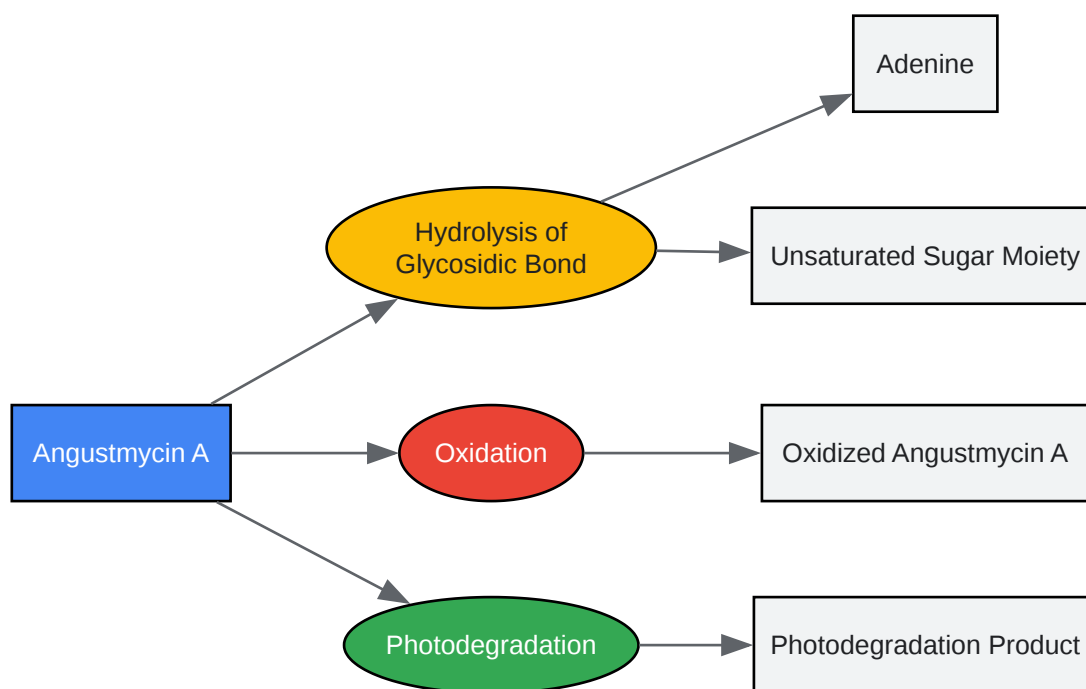 Adenine
Hydrolysis of
Glycosidic Bond
Unsaturated Sugar Moiety
Angustmycin A
Oxidation
Oxidized Angustmycin A
Photodegradation
Photodegradation Product